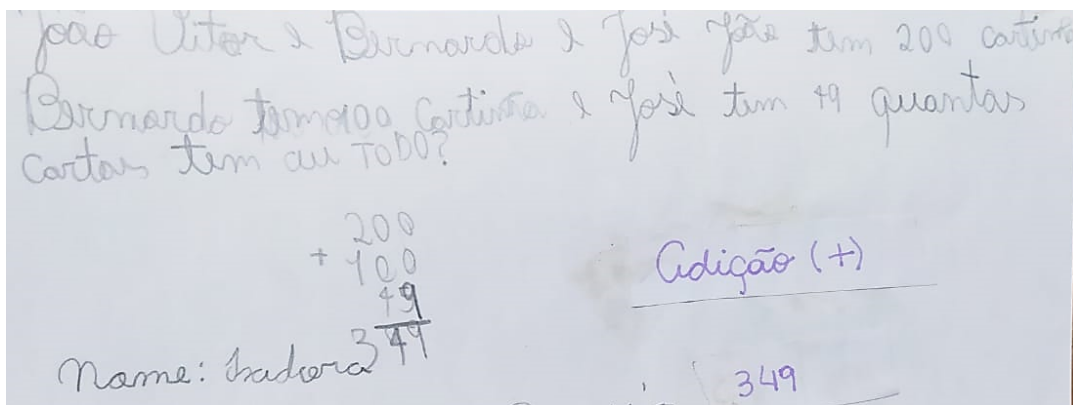 João Vitor e Bernardo e José João tem 200 cartinha
Bernardo tem 100 Cartinha e José tem 49 quantas
cartas tem au TODO?
200
+ 100
49
349
Adição (+)
Name: Isadora
349